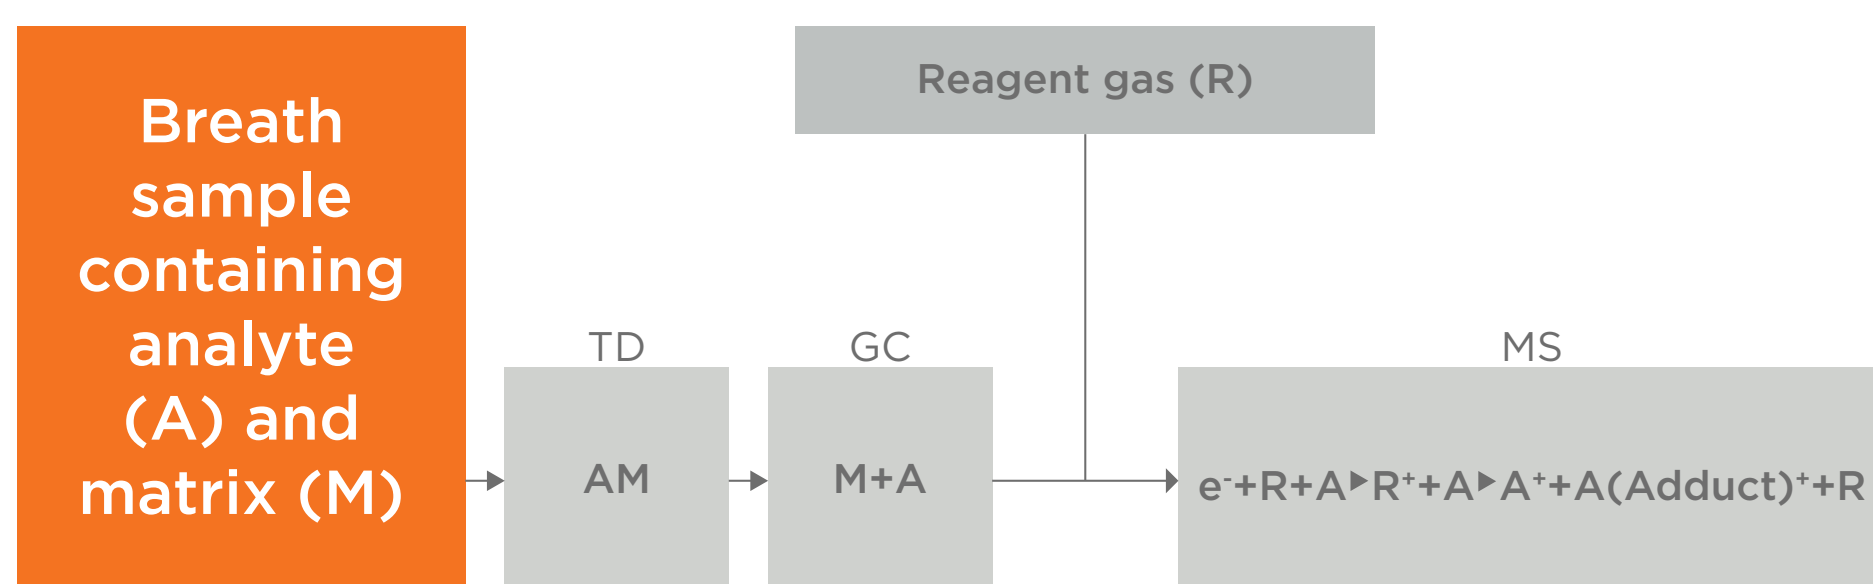 Breath
sample
containing
analyte
(A) and
matrix (M)
Reagent gas (R)
TD
AM
GC
M+A
MS
e⁻+R+A▶R⁺+A▶A⁺+A(Adduct)⁺+R